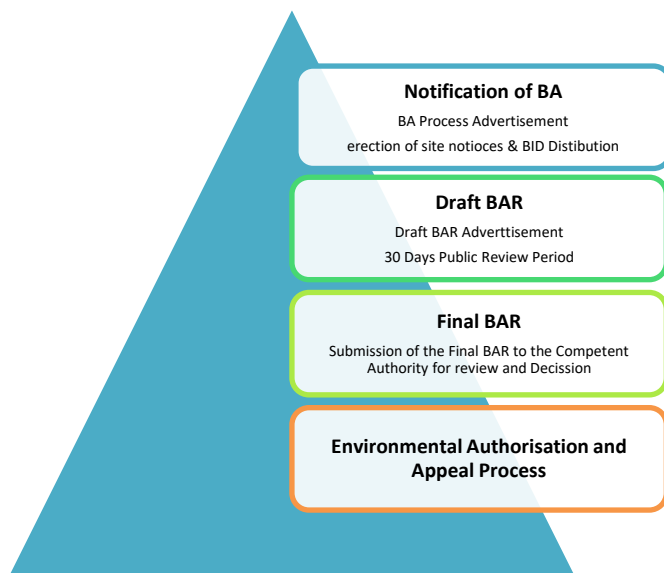 Notification of BA
BA Process Advertisement
erection of site notioces & BID Distibution
Draft BAR
Draft BAR Adverttisement
30 Days Public Review Period
Final BAR
Submission of the Final BAR to the Competent
Authority for review and Decission
Environmental Authorisation and
Appeal Process